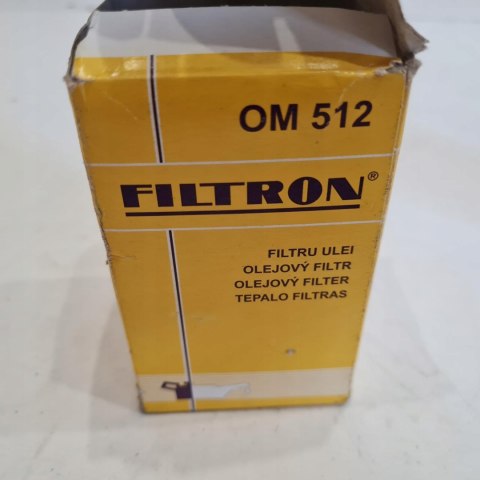 OM 512
FILTRON®
FILTRU ULEI
OLEJOVÝ FILTR
OLEJOVÝ FILTER
TEPALO FILTRAS